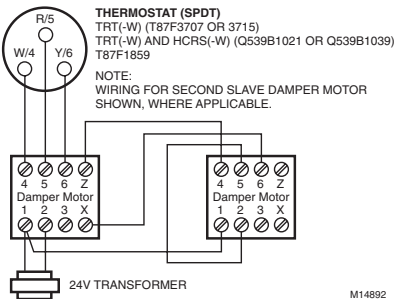 R/5
W/4 Y/6
THERMOSTAT (SPDT)
TRT(-W) (T87F3707 OR 3715)
TRT(-W) AND HCRS(-W) (Q539B1021 OR Q539B1039)
T87F1859
NOTE:
WIRING FOR SECOND SLAVE DAMPER MOTOR
SHOWN, WHERE APPLICABLE.
4 5 6 Z
Damper Motor
1 2 3 X
4 5 6 Z
Damper Motor
1 2 3 X
24V TRANSFORMER
M14892